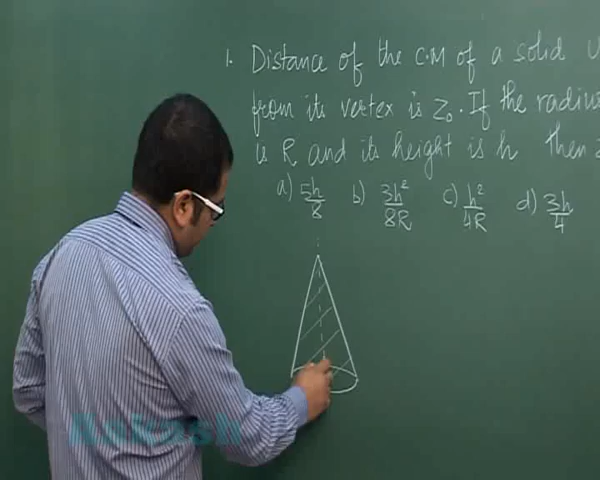 1. Distance of the C.M of a solid
from its vertex is Z₀. If the radius
is R and its height is h then
a) 5h/8 b) 3h²/8R c) h²/4R d) 3h/4
Aakash